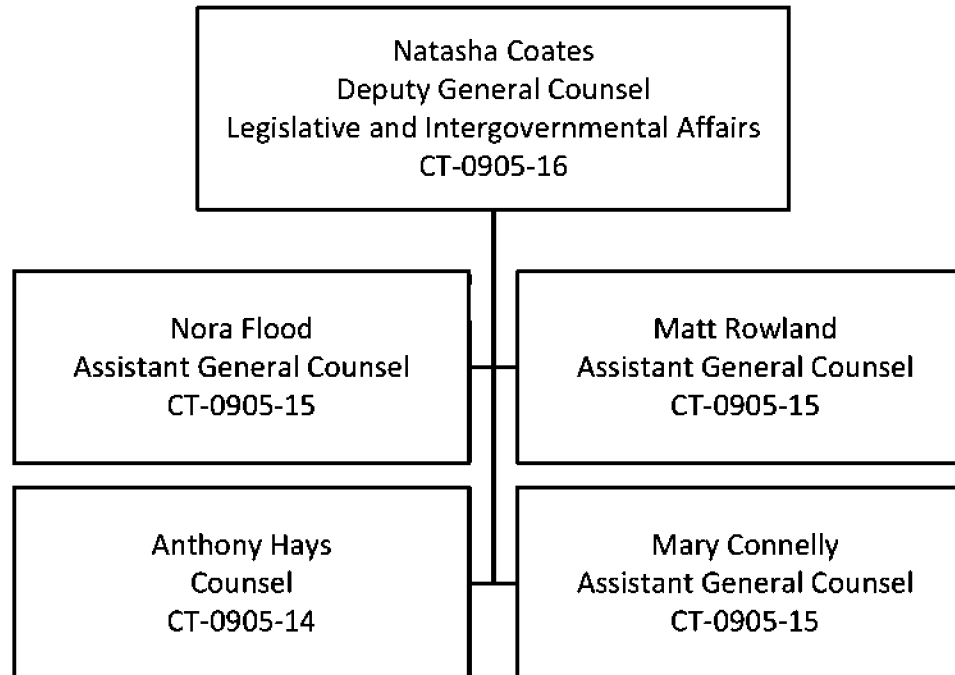 Natasha Coates
Deputy General Counsel
Legislative and Intergovernmental Affairs
CT-0905-16
Nora Flood
Assistant General Counsel
CT-0905-15
Matt Rowland
Assistant General Counsel
CT-0905-15
Anthony Hays
Counsel
CT-0905-14
Mary Connelly
Assistant General Counsel
CT-0905-15